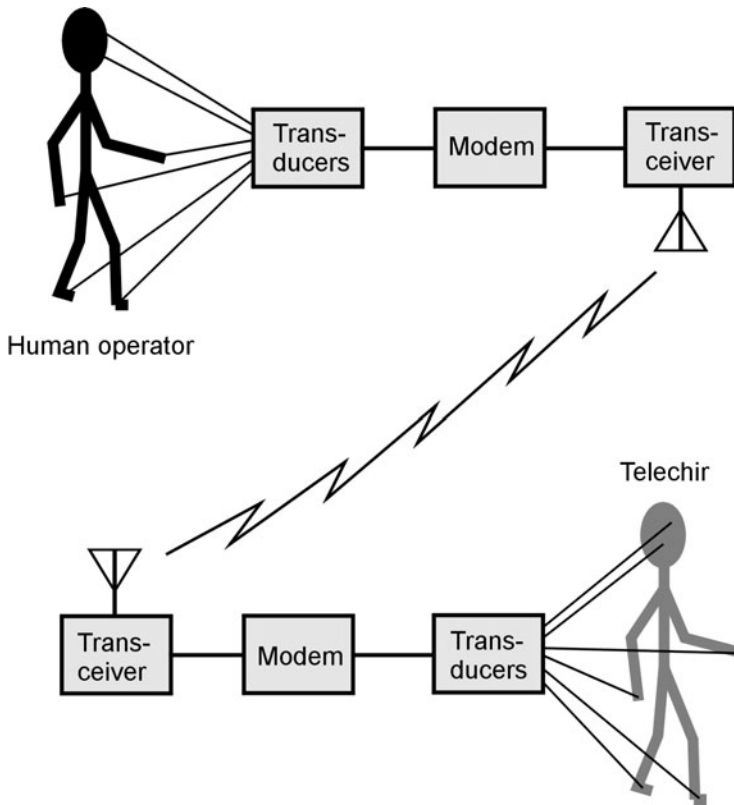 Trans-
ducers
Modem
Trans-
ceiver
Human operator
Telechir
Trans-
ceiver
Modem
Trans-
ducers